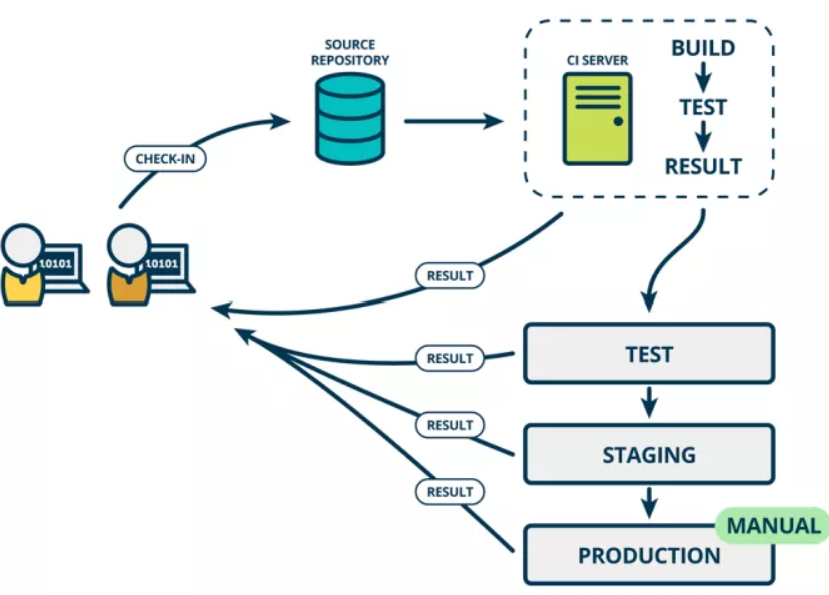 SOURCE
REPOSITORY
CI SERVER
BUILD
TEST
RESULT
CHECK-IN
10101
10101
RESULT
RESULT
TEST
RESULT
STAGING
RESULT
MANUAL
PRODUCTION